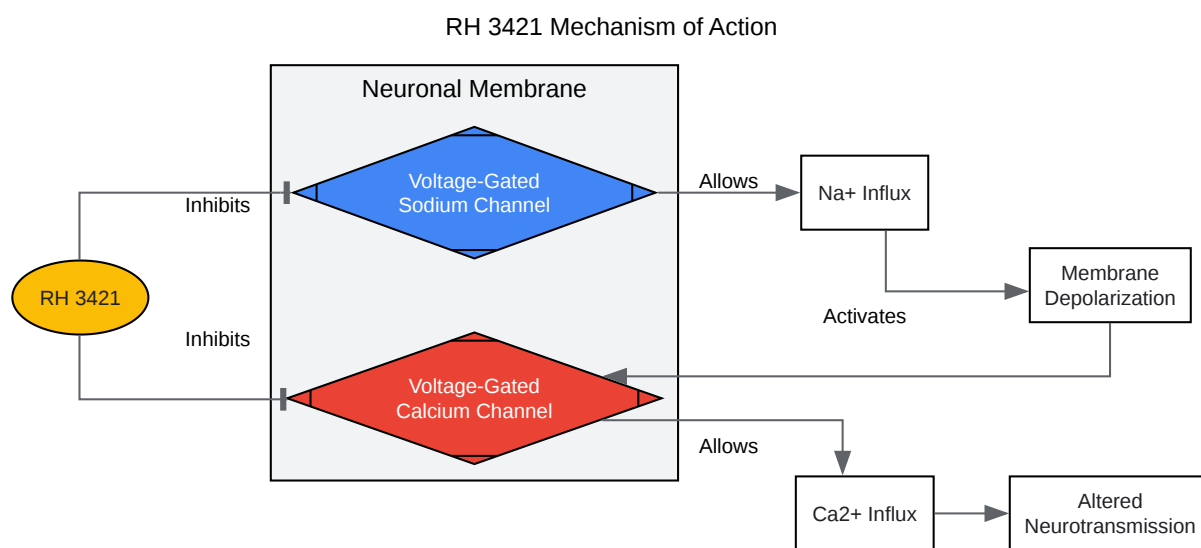 RH 3421 Mechanism of Action
Neuronal Membrane
Voltage-Gated
Sodium Channel
Allows
Na+ Influx
Inhibits
RH 3421
Membrane
Depolarization
Activates
Inhibits
Voltage-Gated
Calcium Channel
Allows
Ca2+ Influx
Altered
Neurotransmission